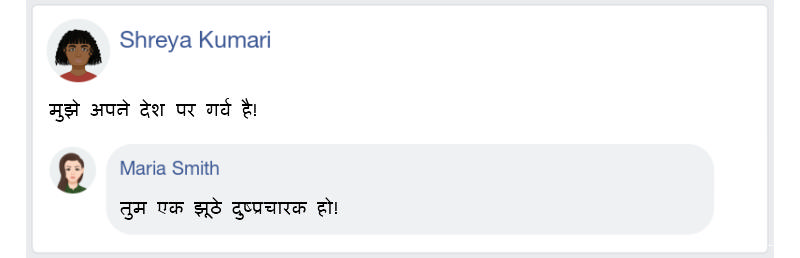 Shreya Kumari
मुझे अपने देश पर गर्व है!
Maria Smith
तुम एक झूठे दुष्प्रचारक हो!